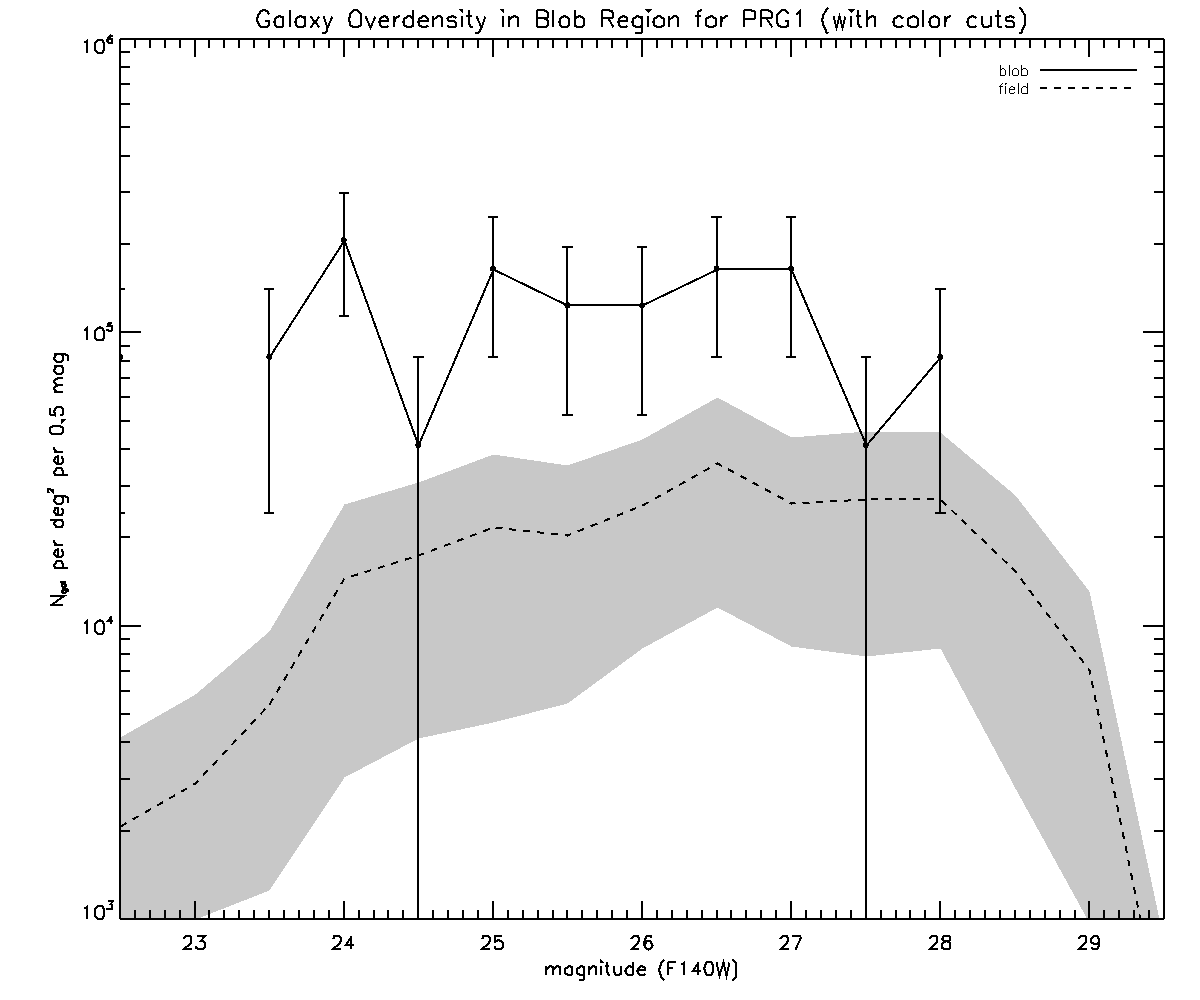 Galaxy Overdensity in Blob Region for PRG1 (with color cuts)
blob
field
10⁶
10⁵
10⁴
10³
N_gal per deg² per 0.5 mag
23 24 25 26 27 28 29
magnitude (F140W)